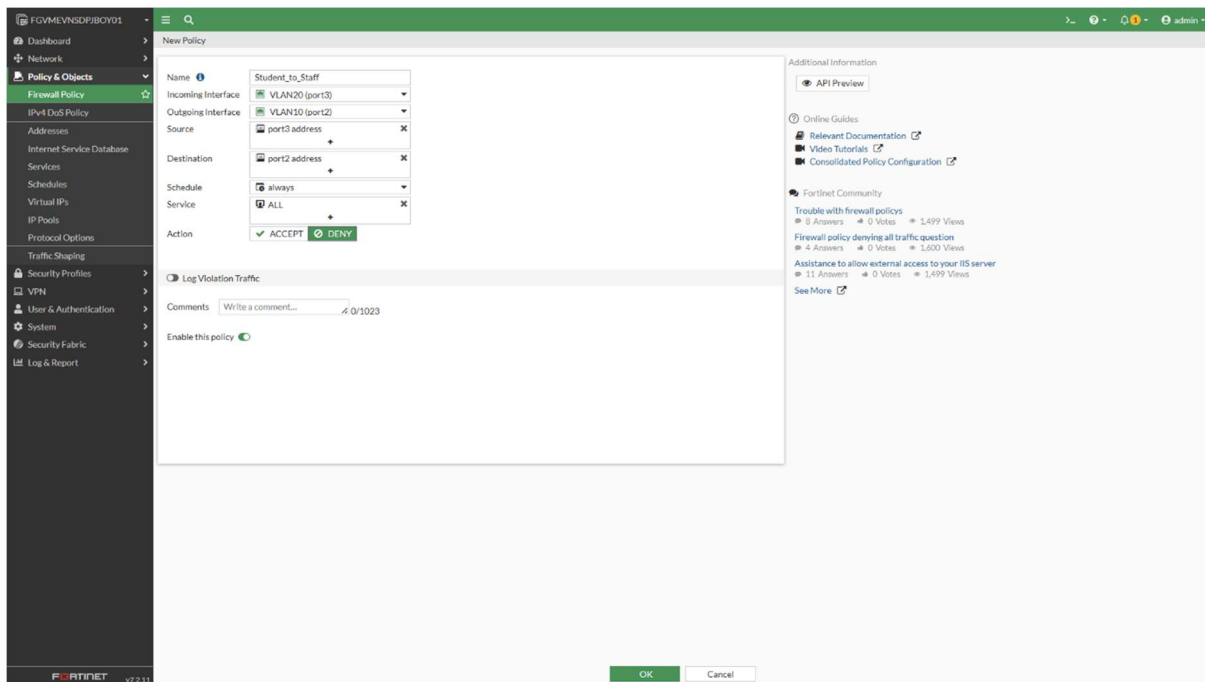 FGVMEVNSDPJBOY01
admin
Dashboard
Network
Policy & Objects
Firewall Policy
IPv4 DoS Policy
Addresses
Internet Service Database
Services
Schedules
Virtual IPs
IP Pools
Protocol Options
Traffic Shaping
Security Profiles
VPN
User & Authentication
System
Security Fabric
Log & Report
FORTINET v7.2.11
New Policy
Name Student_to_Staff
Incoming Interface VLAN20 (port3)
Outgoing Interface VLAN10 (port2)
Source port3 address
+
Destination port2 address
+
Schedule always
Service ALL
+
Action ACCEPT DENY
Log Violation Traffic
Comments Write a comment... 0/1023
Enable this policy
OK Cancel
Additional Information
API Preview
Online Guides
Relevant Documentation
Video Tutorials
Consolidated Policy Configuration
Fortinet Community
Trouble with firewall policys
8 Answers 0 Votes 1,499 Views
Firewall policy denying all traffic question
4 Answers 0 Votes 1,600 Views
Assistance to allow external access to your IIS server
11 Answers 0 Votes 1,499 Views
See More